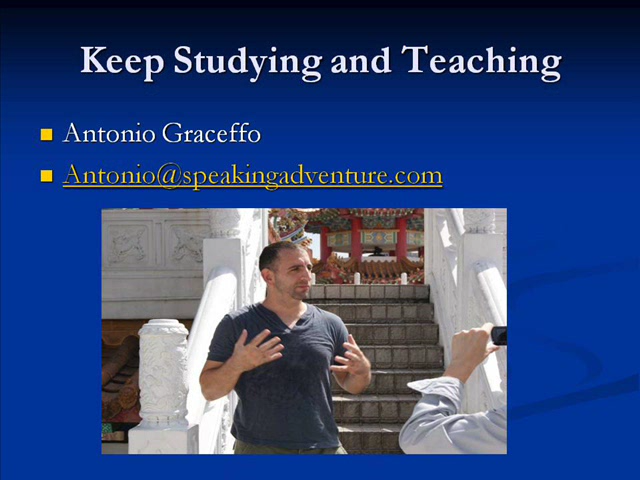 Keep Studying and Teaching
Antonio Graceffo
Antonio@speakingadventure.com